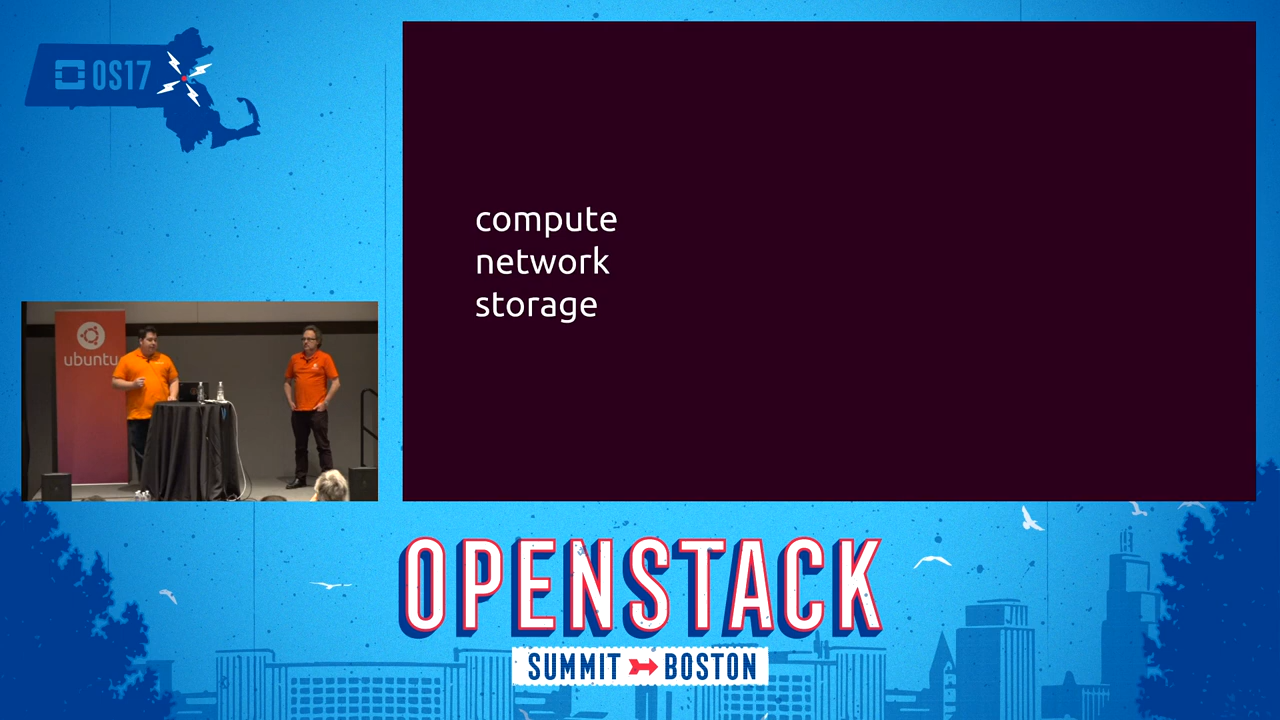 OS17
compute
network
storage
ubuntu
OPENSTACK
SUMMIT BOSTON